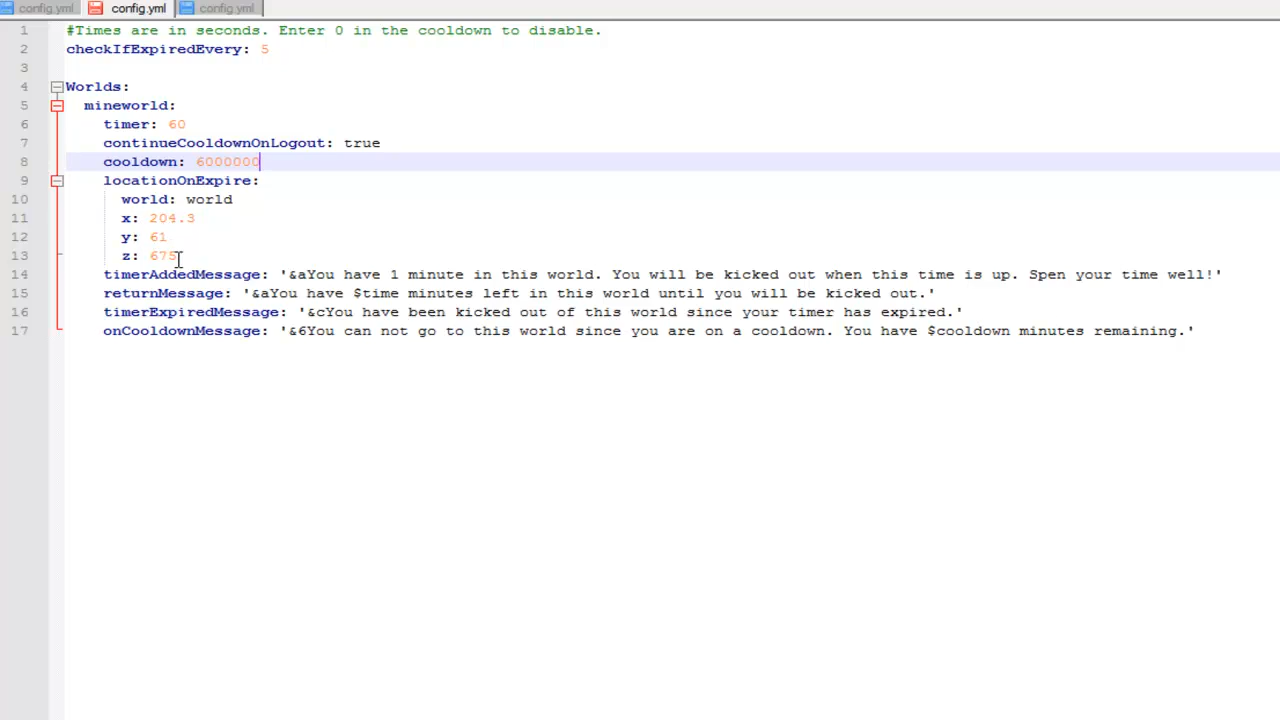 config.yml config.yml config.yml
1 #Times are in seconds. Enter 0 in the cooldown to disable.
2 checkIfExpiredEvery: 5
3
4 Worlds:
5 mineworld:
6 timer: 60
7 continueCooldownOnLogout: true
8 cooldown: 6000000
9 locationOnExpire:
10 world: world
11 x: 204.3
12 y: 61
13 z: 675
14 timerAddedMessage: '&aYou have 1 minute in this world. You will be kicked out when this time is up. Spen your time well!'
15 returnMessage: '&aYou have $time minutes left in this world until you will be kicked out.'
16 timerExpiredMessage: '&cYou have been kicked out of this world since your timer has expired.'
17 onCooldownMessage: '&6You can not go to this world since you are on a cooldown. You have $cooldown minutes remaining.'